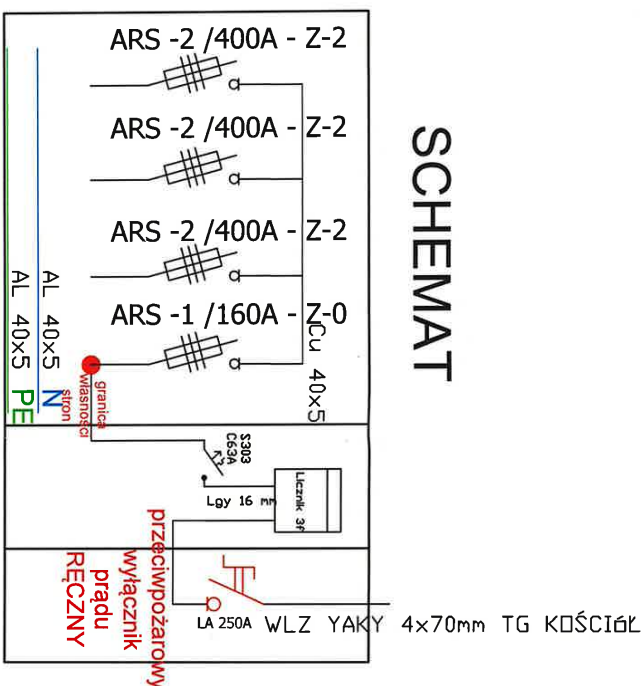 ARS -2 /400A - Z-2
ARS -2 /400A - Z-2
ARS -2 /400A - Z-2
ARS -1 /160A - Z-0
Cu 40x5
AL 40x5
N
AL 40x5
PE
granica
własności
stron
SCHEMAT
S303
C63A
Lgy 16 mm
Licznik 3f
przeciwpożarowy
wyłącznik
prądu
RĘCZNY
LA 250A
WLZ YAKY 4x70mm TG KOŚCIÓŁ